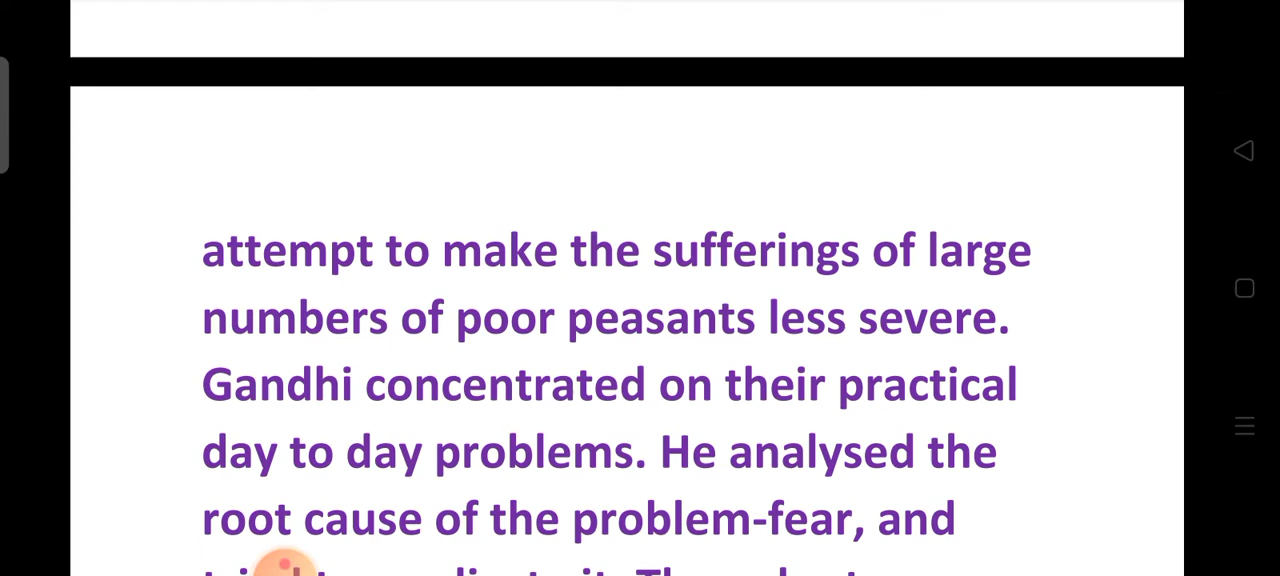 attempt to make the sufferings of large
numbers of poor peasants less severe.
Gandhi concentrated on their practical
day to day problems. He analysed the
root cause of the problem-fear, and